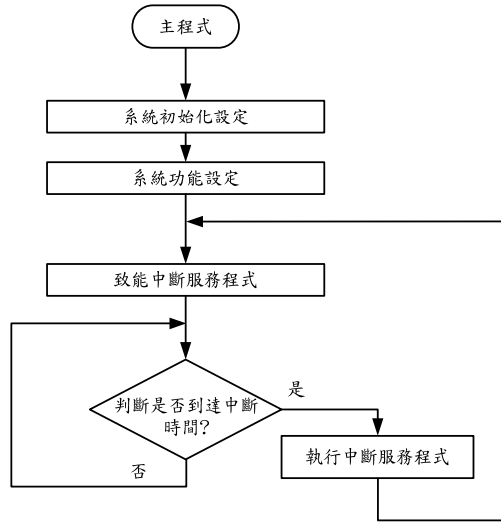 主程式
系統初始化設定
系統功能設定
致能中斷服務程式
判斷是否到達中斷
時間?
是
否
執行中斷服務程式